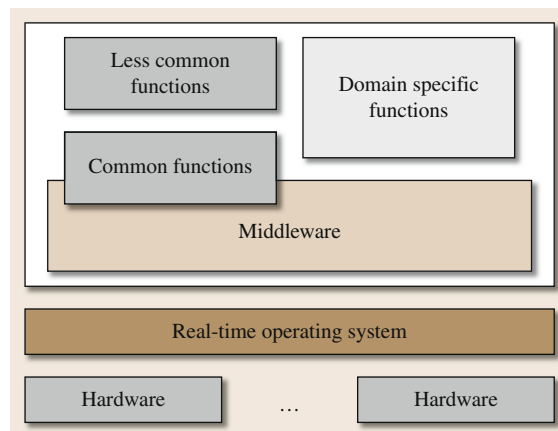 Less common
functions
Domain specific
functions
Common functions
Middleware
Real-time operating system
Hardware
...
Hardware